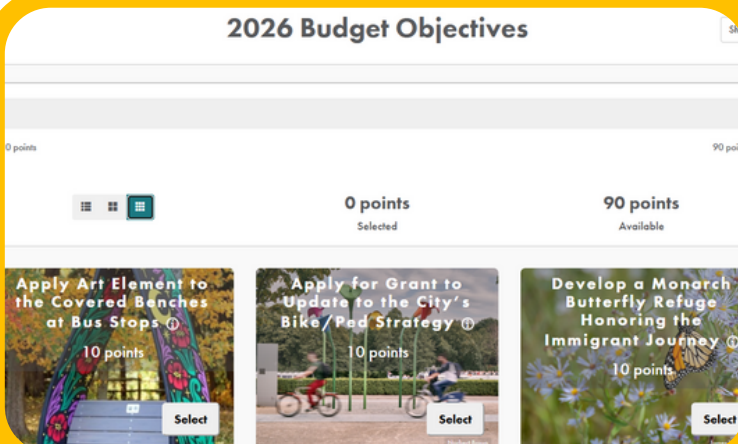 2026 Budget Objectives
0 points
0 points
Selected
90 points
Available
Apply Art Element to
the Covered Benches
at Bus Stops
10 points
Select
Apply for Grant to
Update to the City's
Bike/Ped Strategy
10 points
Select
Develop a Monarch
Butterfly Refuge
Honoring the
Immigrant Journey
10 points
Select